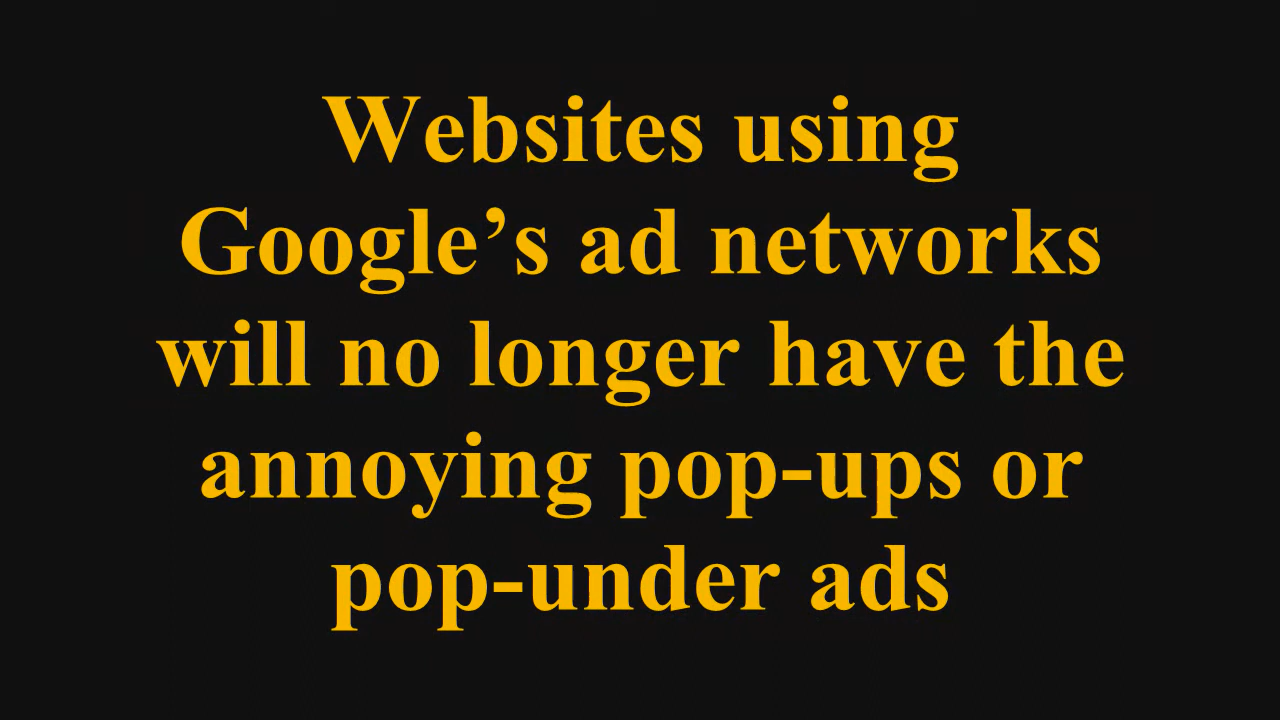 Websites using
Google’s ad networks
will no longer have the
annoying pop-ups or
pop-under ads